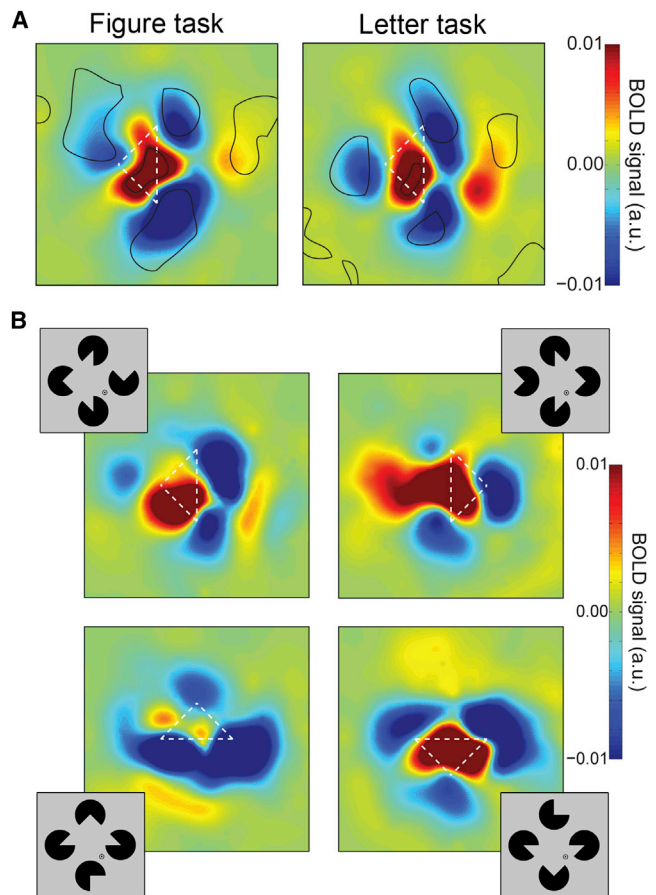 A
Figure task
Letter task
0.01
0.00
−0.01
BOLD signal (a.u.)
B
0.01
0.00
−0.01
BOLD signal (a.u.)